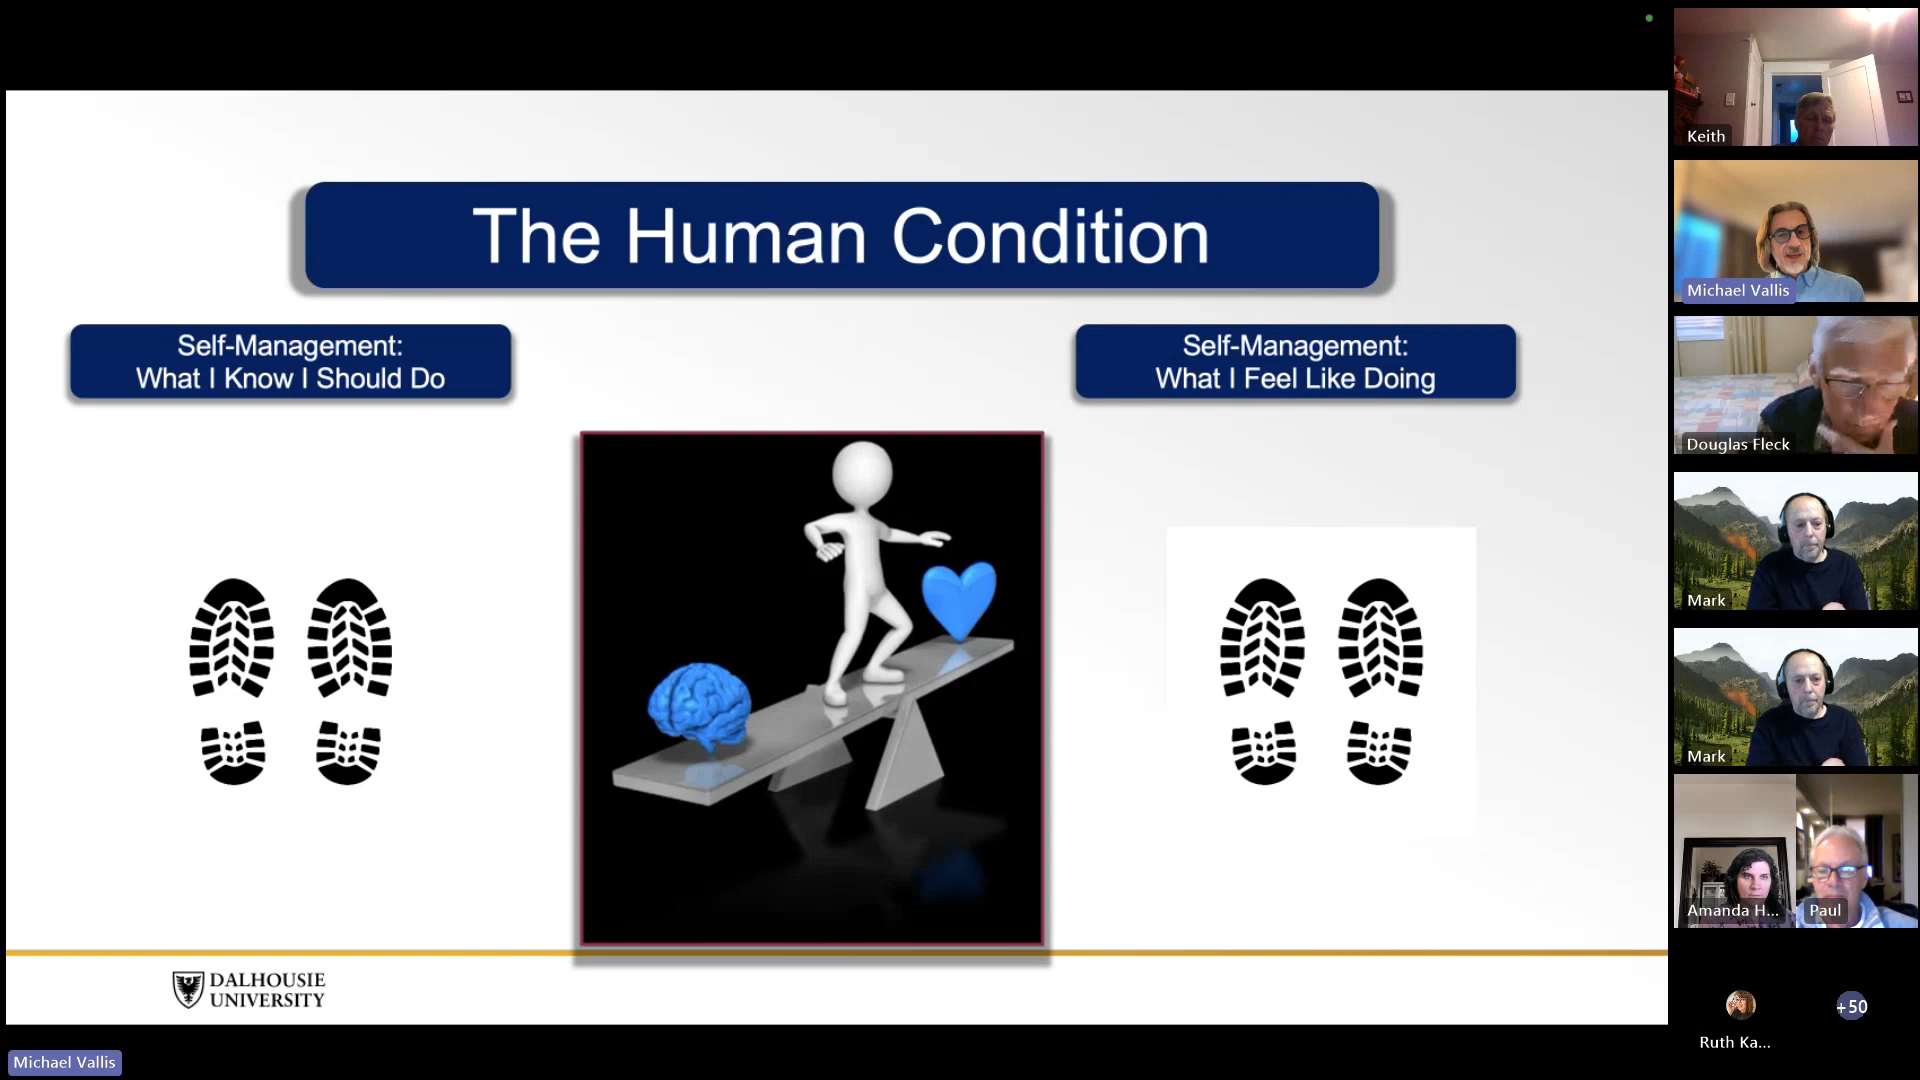 The Human Condition
Self-Management:
What I Know I Should Do
Self-Management:
What I Feel Like Doing
DALHOUSIE
UNIVERSITY
Michael Vallis
Keith
Michael Vallis
Douglas Fleck
Mark
Mark
Amanda H...
Paul
+50
Ruth Ka...